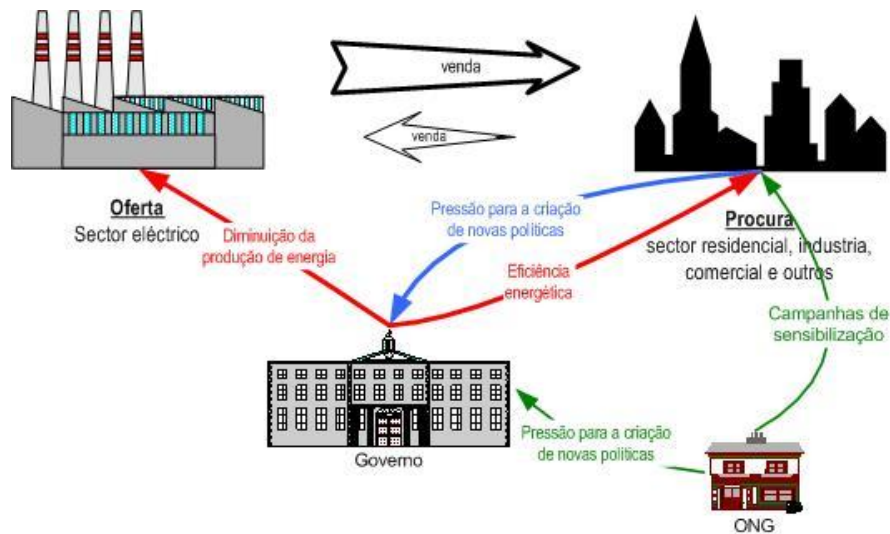 venda
venda
Oferta
Sector eléctrico
Procura
sector residencial, industria,
comercial e outros
Diminuição da
produção de energia
Pressão para a criação
de novas políticas
Eficiência
energética
Campanhas de
sensibilização
Governo
Pressão para a criação
de novas políticas
ONG